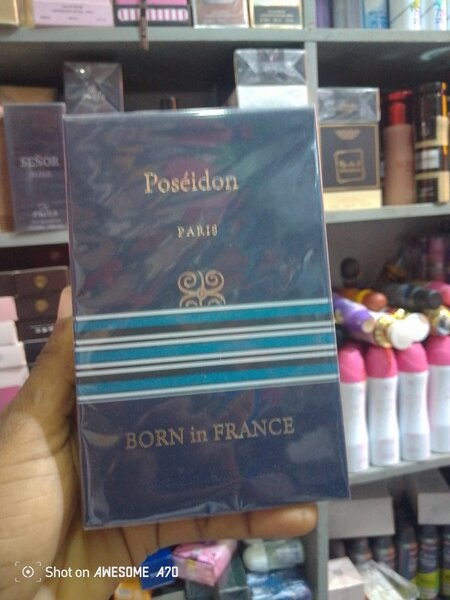 Poséidon
PARIS
BORN in FRANCE
SEÑOR
Shot on AWESOME A70